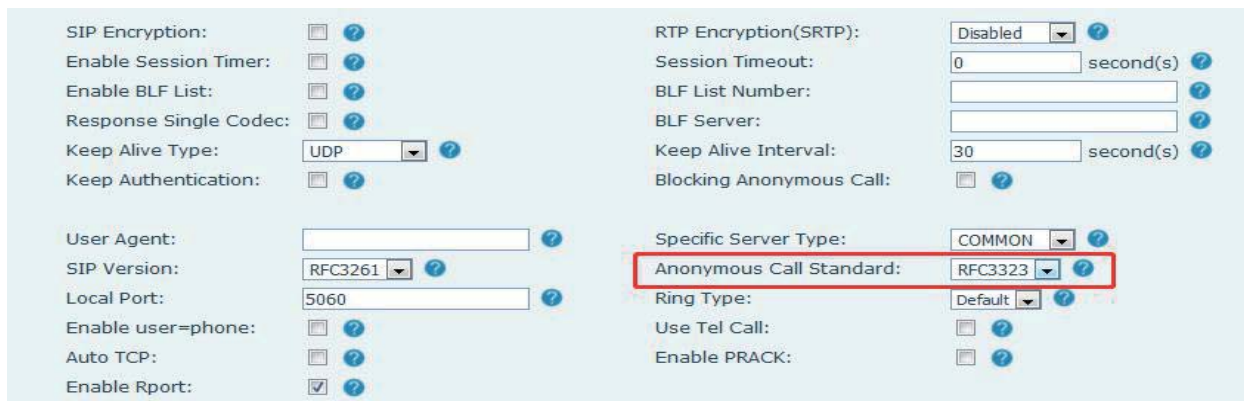 SIP Encryption: RTP Encryption(SRTP): Disabled
Enable Session Timer: Session Timeout: 0 second(s)
Enable BLF List: BLF List Number:
Response Single Codec: BLF Server:
Keep Alive Type: UDP Keep Alive Interval: 30 second(s)
Keep Authentication: Blocking Anonymous Call:
User Agent: Specific Server Type: COMMON
SIP Version: RFC3261 Anonymous Call Standard: RFC3323
Local Port: 5060 Ring Type: Default
Enable user=phone: Use Tel Call:
Auto TCP: Enable PRACK:
Enable Rport: